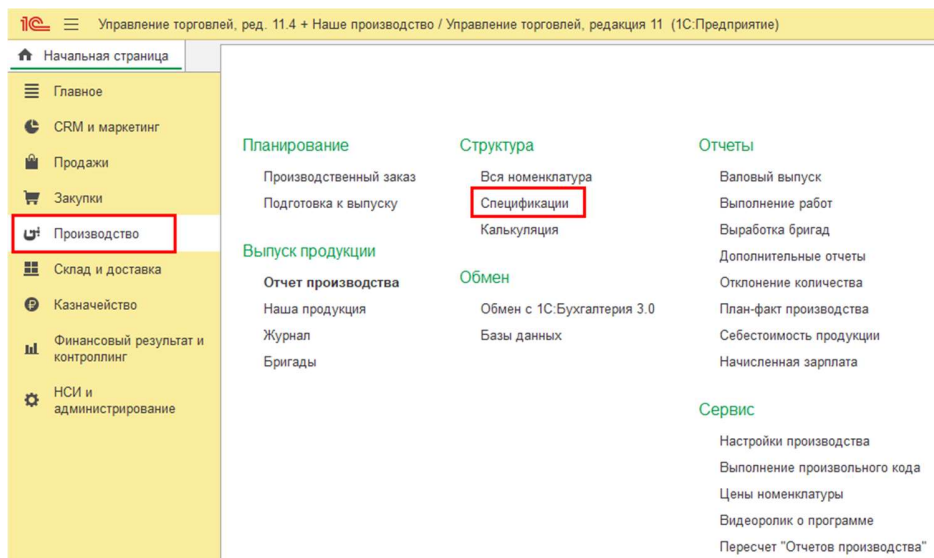 1С Управление торговлей, ред. 11.4 + Наше производство / Управление торговлей, редакция 11 (1С:Предприятие)
Начальная страница
Главное
CRM и маркетинг
Продажи
Закупки
Производство
Склад и доставка
Казначейство
Финансовый результат и
контроллинг
НСИ и
администрирование
Планирование
Производственный заказ
Подготовка к выпуску
Выпуск продукции
Отчет производства
Наша продукция
Журнал
Бригады
Структура
Вся номенклатура
Спецификации
Калькуляция
Обмен
Обмен с 1С:Бухгалтерия 3.0
Базы данных
Отчеты
Валовый выпуск
Выполнение работ
Выработка бригад
Дополнительные отчеты
Отклонение количества
План-факт производства
Себестоимость продукции
Начисленная зарплата
Сервис
Настройки производства
Выполнение произвольного кода
Цены номенклатуры
Видеоролик о программе
Пересчет "Отчетов производства"